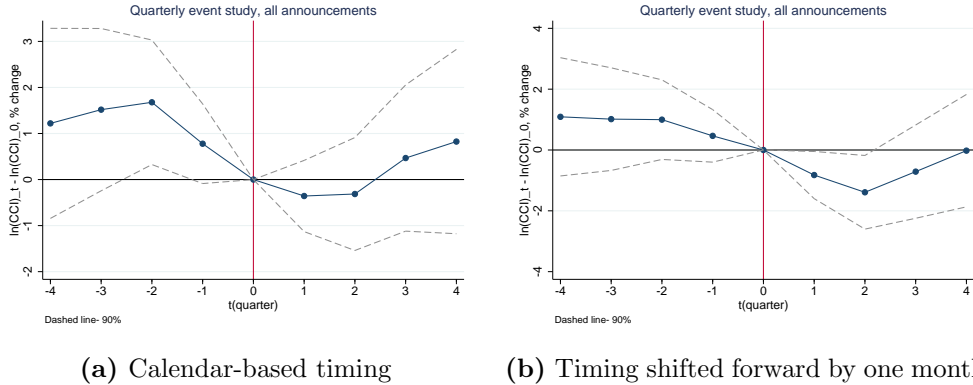 Quarterly event study, all announcements
ln(CCI)_t - ln(CCI)_0, % change
3
2
1
0
-1
-2
-4 -3 -2 -1 0 1 2 3 4
t(quarter)
Dashed line- 90%
(a) Calendar-based timing
Quarterly event study, all announcements
ln(CCI)_t - ln(CCI)_0, % change
4
2
0
-2
-4
-4 -3 -2 -1 0 1 2 3 4
t(quarter)
Dashed line- 90%
(b) Timing shifted forward by one mont